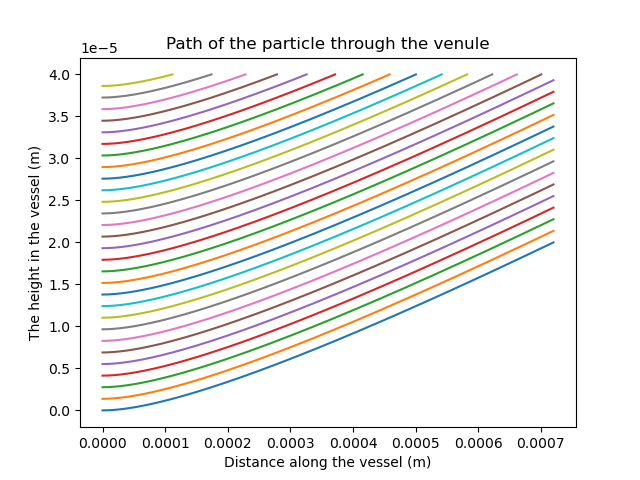 Path of the particle through the venule
1e−5
4.0
3.5
3.0
2.5
2.0
1.5
1.0
0.5
0.0
The height in the vessel (m)
0.0000 0.0001 0.0002 0.0003 0.0004 0.0005 0.0006 0.0007
Distance along the vessel (m)